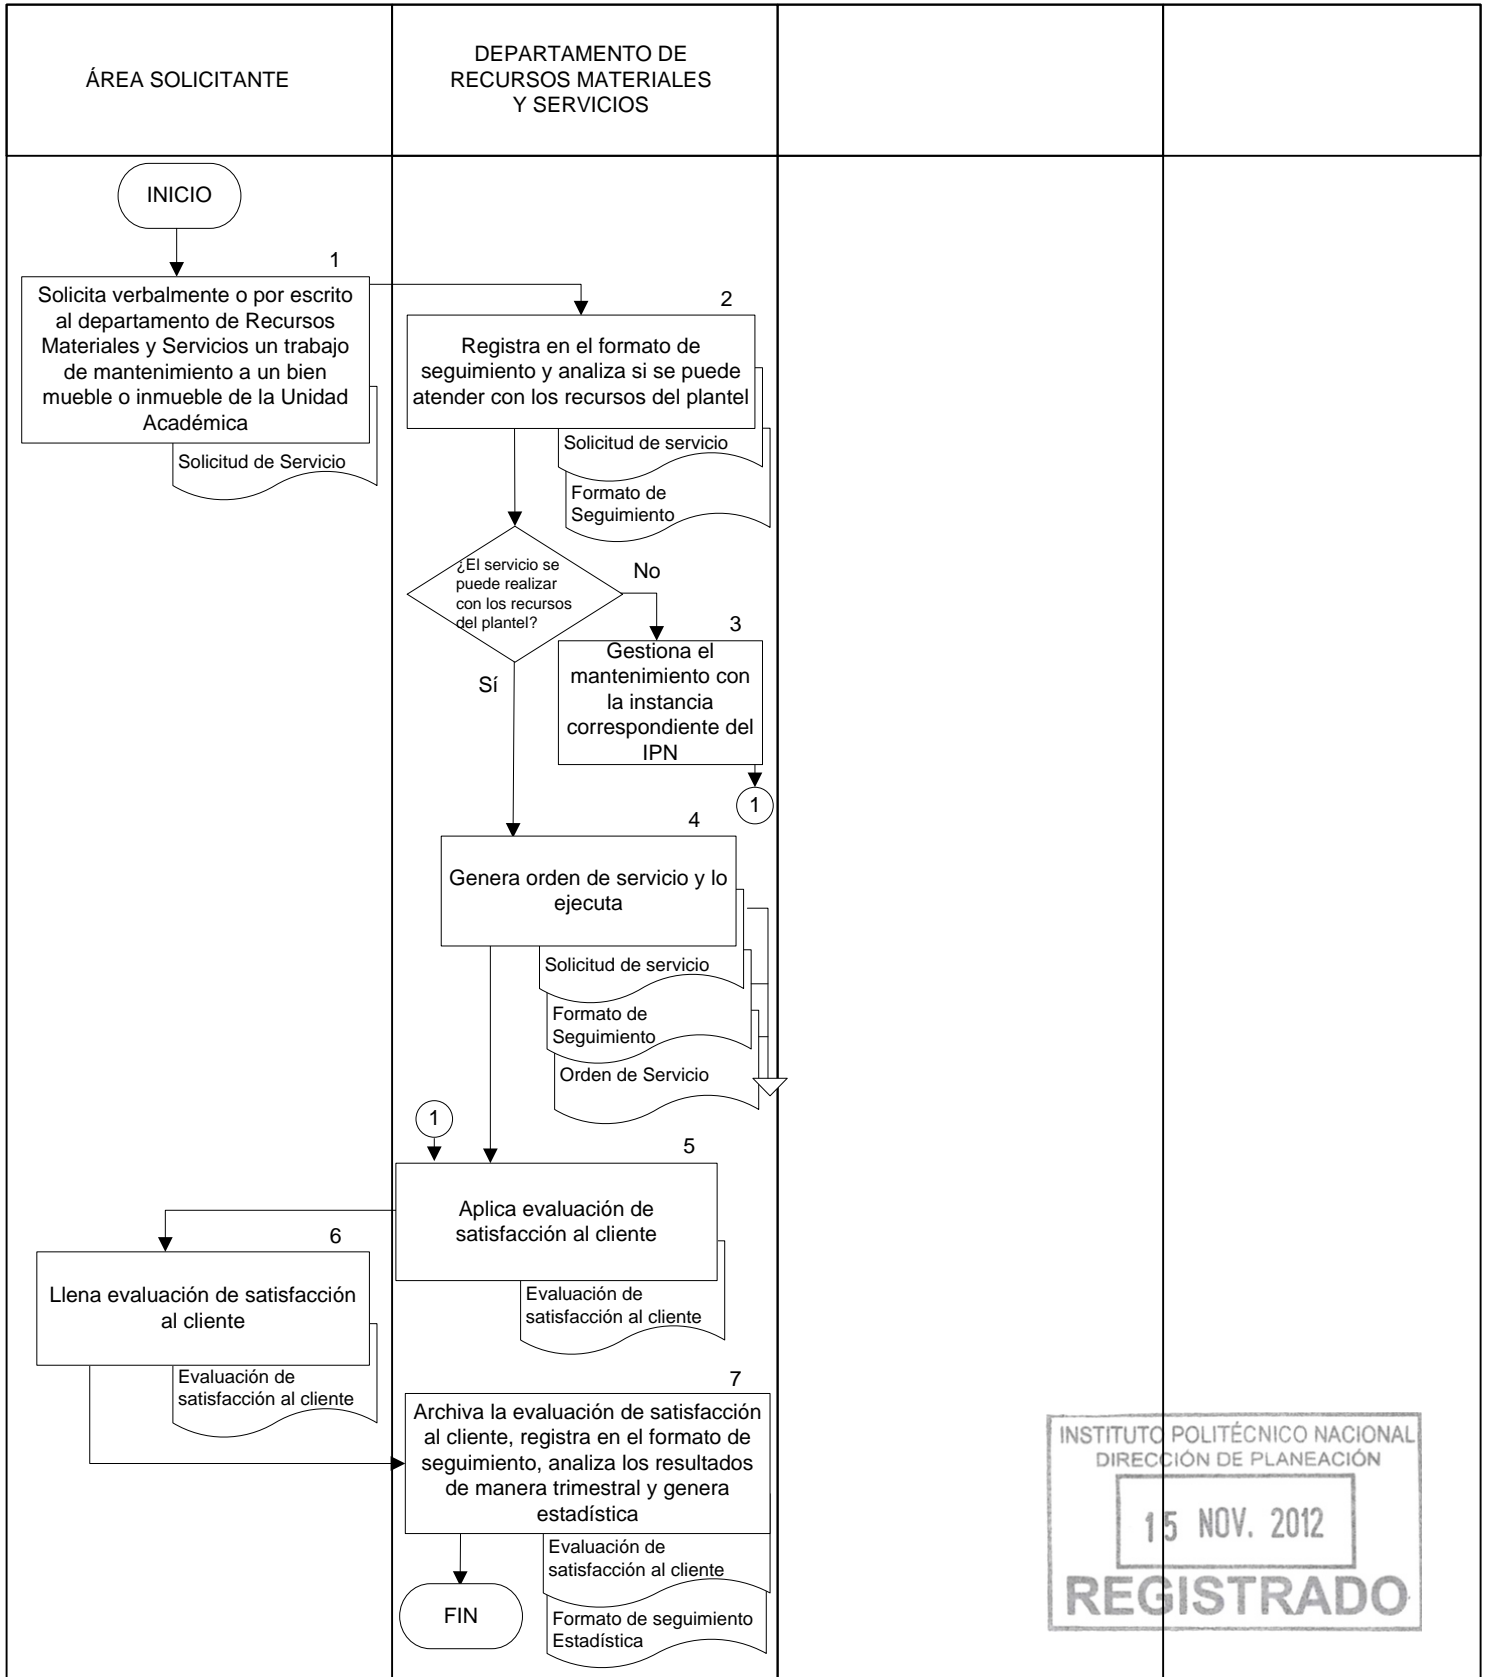 ÁREA SOLICITANTE
DEPARTAMENTO DE
RECURSOS MATERIALES
Y SERVICIOS
INICIO
1
Solicita verbalmente o por escrito
al departamento de Recursos
Materiales y Servicios un trabajo
de mantenimiento a un bien
mueble o inmueble de la Unidad
Académica
Solicitud de Servicio
2
Registra en el formato de
seguimiento y analiza si se puede
atender con los recursos del plantel
Solicitud de servicio
Formato de
Seguimiento
¿El servicio se
puede realizar
con los recursos
del plantel?
No
Sí
3
Gestiona el
mantenimiento con
la instancia
correspondiente del
IPN
1
4
Genera orden de servicio y lo
ejecuta
Solicitud de servicio
Formato de
Seguimiento
Orden de Servicio
1
5
Aplica evaluación de
satisfacción al cliente
Evaluación de
satisfacción al cliente
6
Llena evaluación de satisfacción
al cliente
Evaluación de
satisfacción al cliente
7
Archiva la evaluación de satisfacción
al cliente, registra en el formato de
seguimiento, analiza los resultados
de manera trimestral y genera
estadística
Evaluación de
satisfacción al cliente
Formato de seguimiento
Estadística
FIN
INSTITUTO POLITÉCNICO NACIONAL
DIRECCIÓN DE PLANEACIÓN
15 NOV. 2012
REGISTRADO